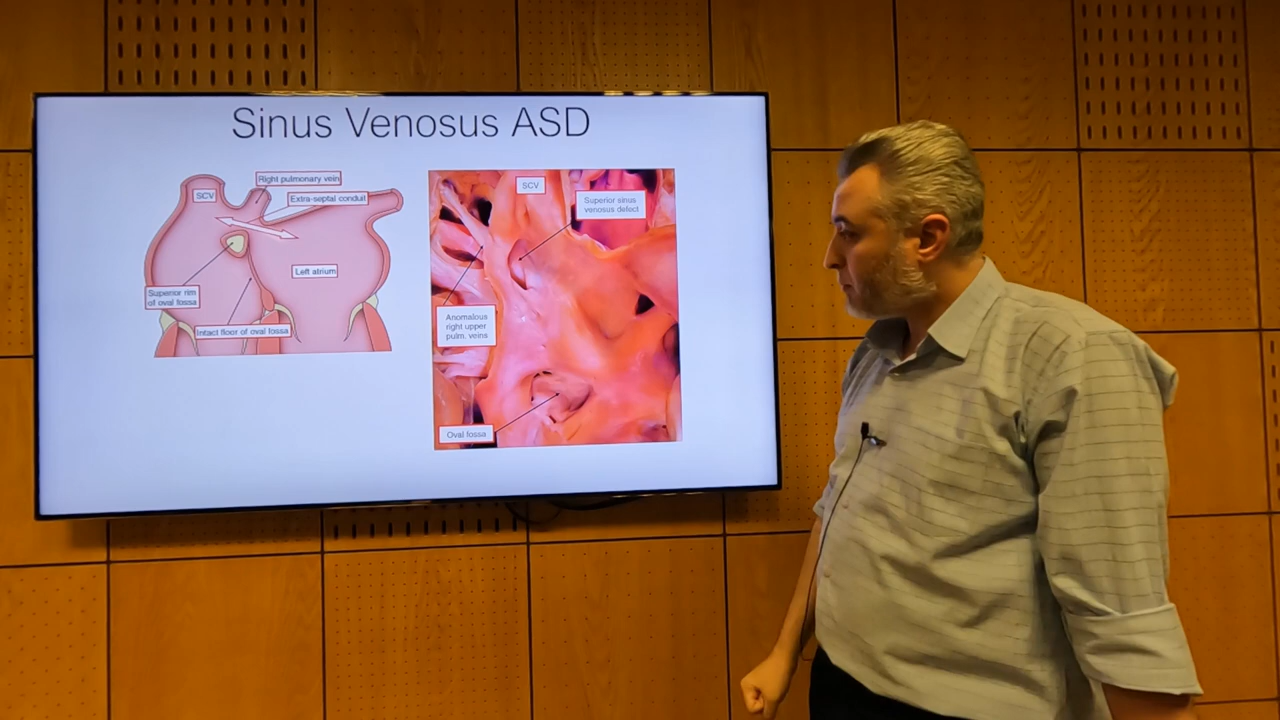 Sinus Venosus ASD
SCV
Right pulmonary vein
Extra-septal conduit
Left atrium
Superior rim
of oval fossa
Intact floor of oval fossa
SCV
Superior sinus
venosus defect
Anomalous
right upper
pulm. veins
Oval fossa